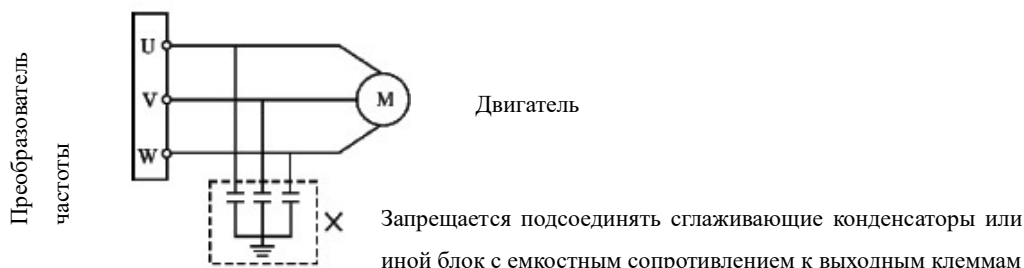 Преобразователь
частоты
U
V
W
M
Двигатель
Запрещается подсоединять сглаживающие конденсаторы или
иной блок с емкостным сопротивлением к выходным клеммам